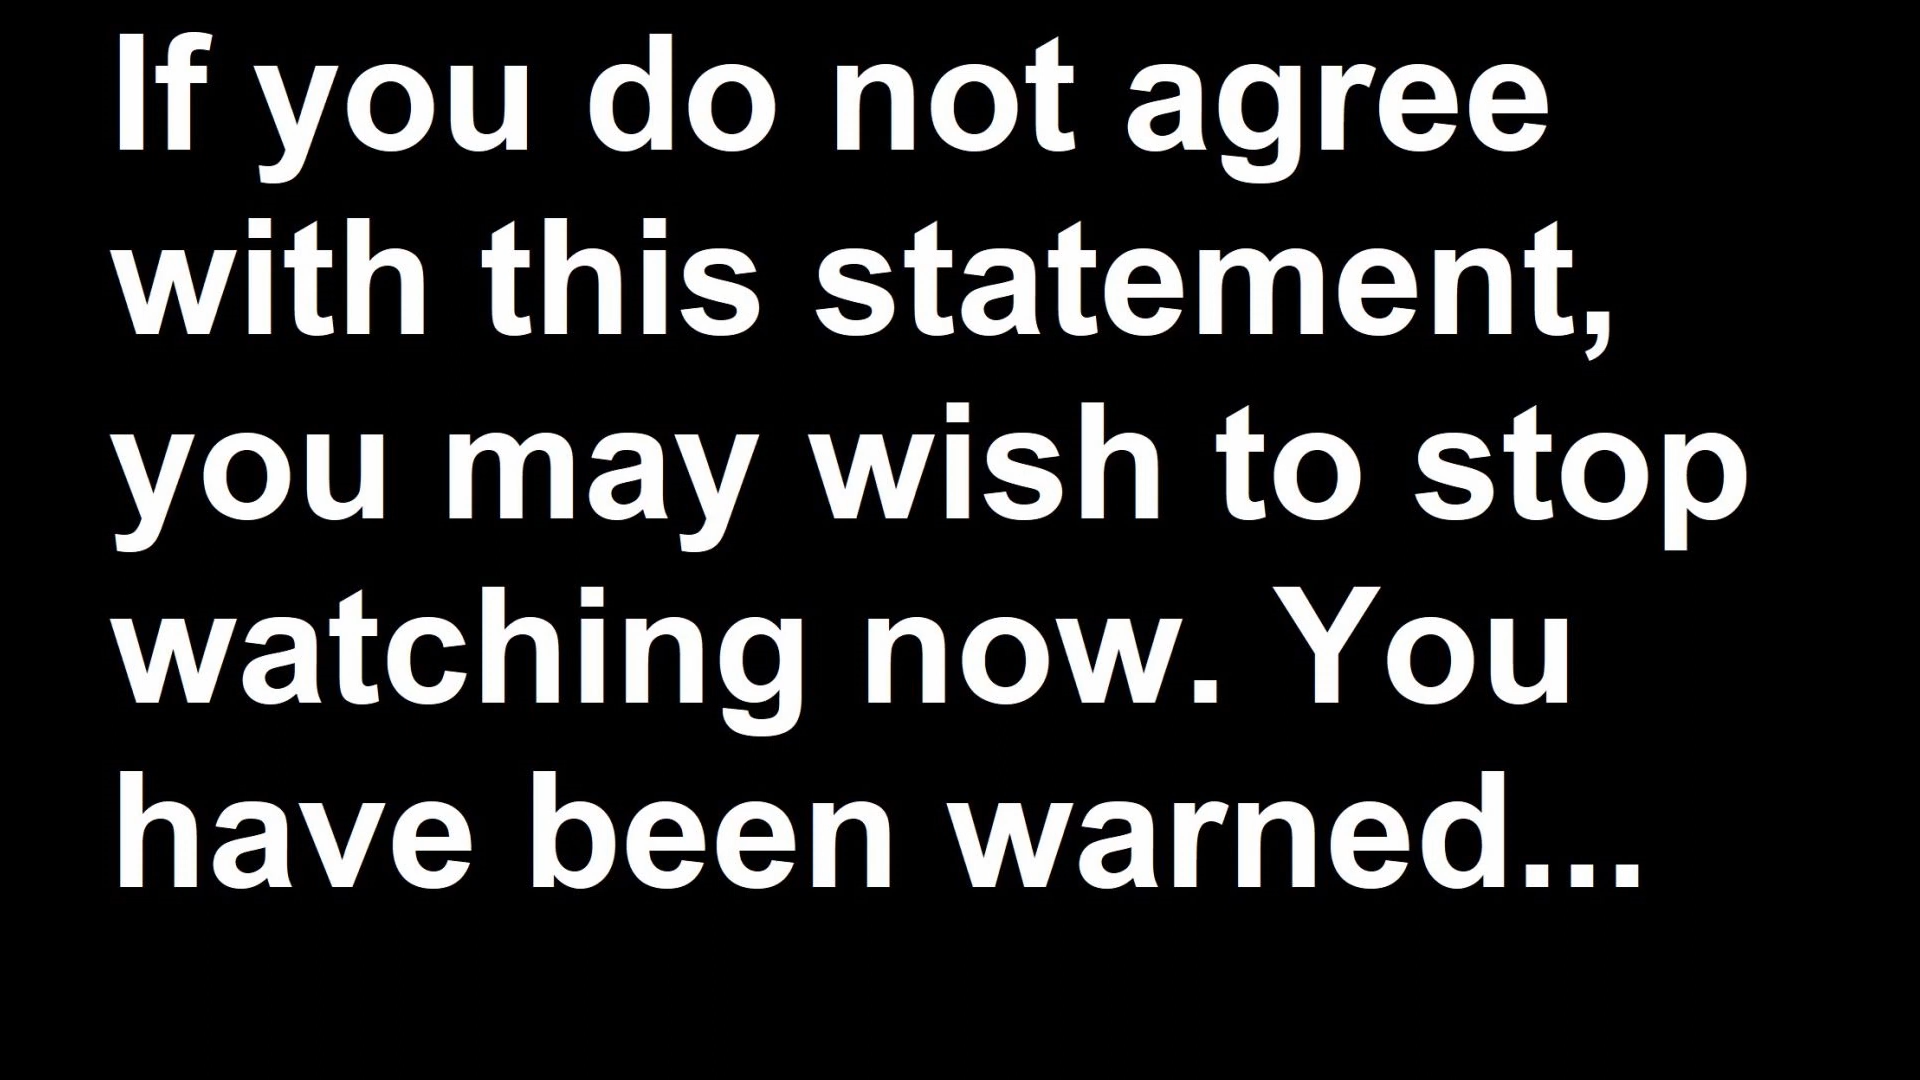 If you do not agree
with this statement,
you may wish to stop
watching now. You
have been warned...